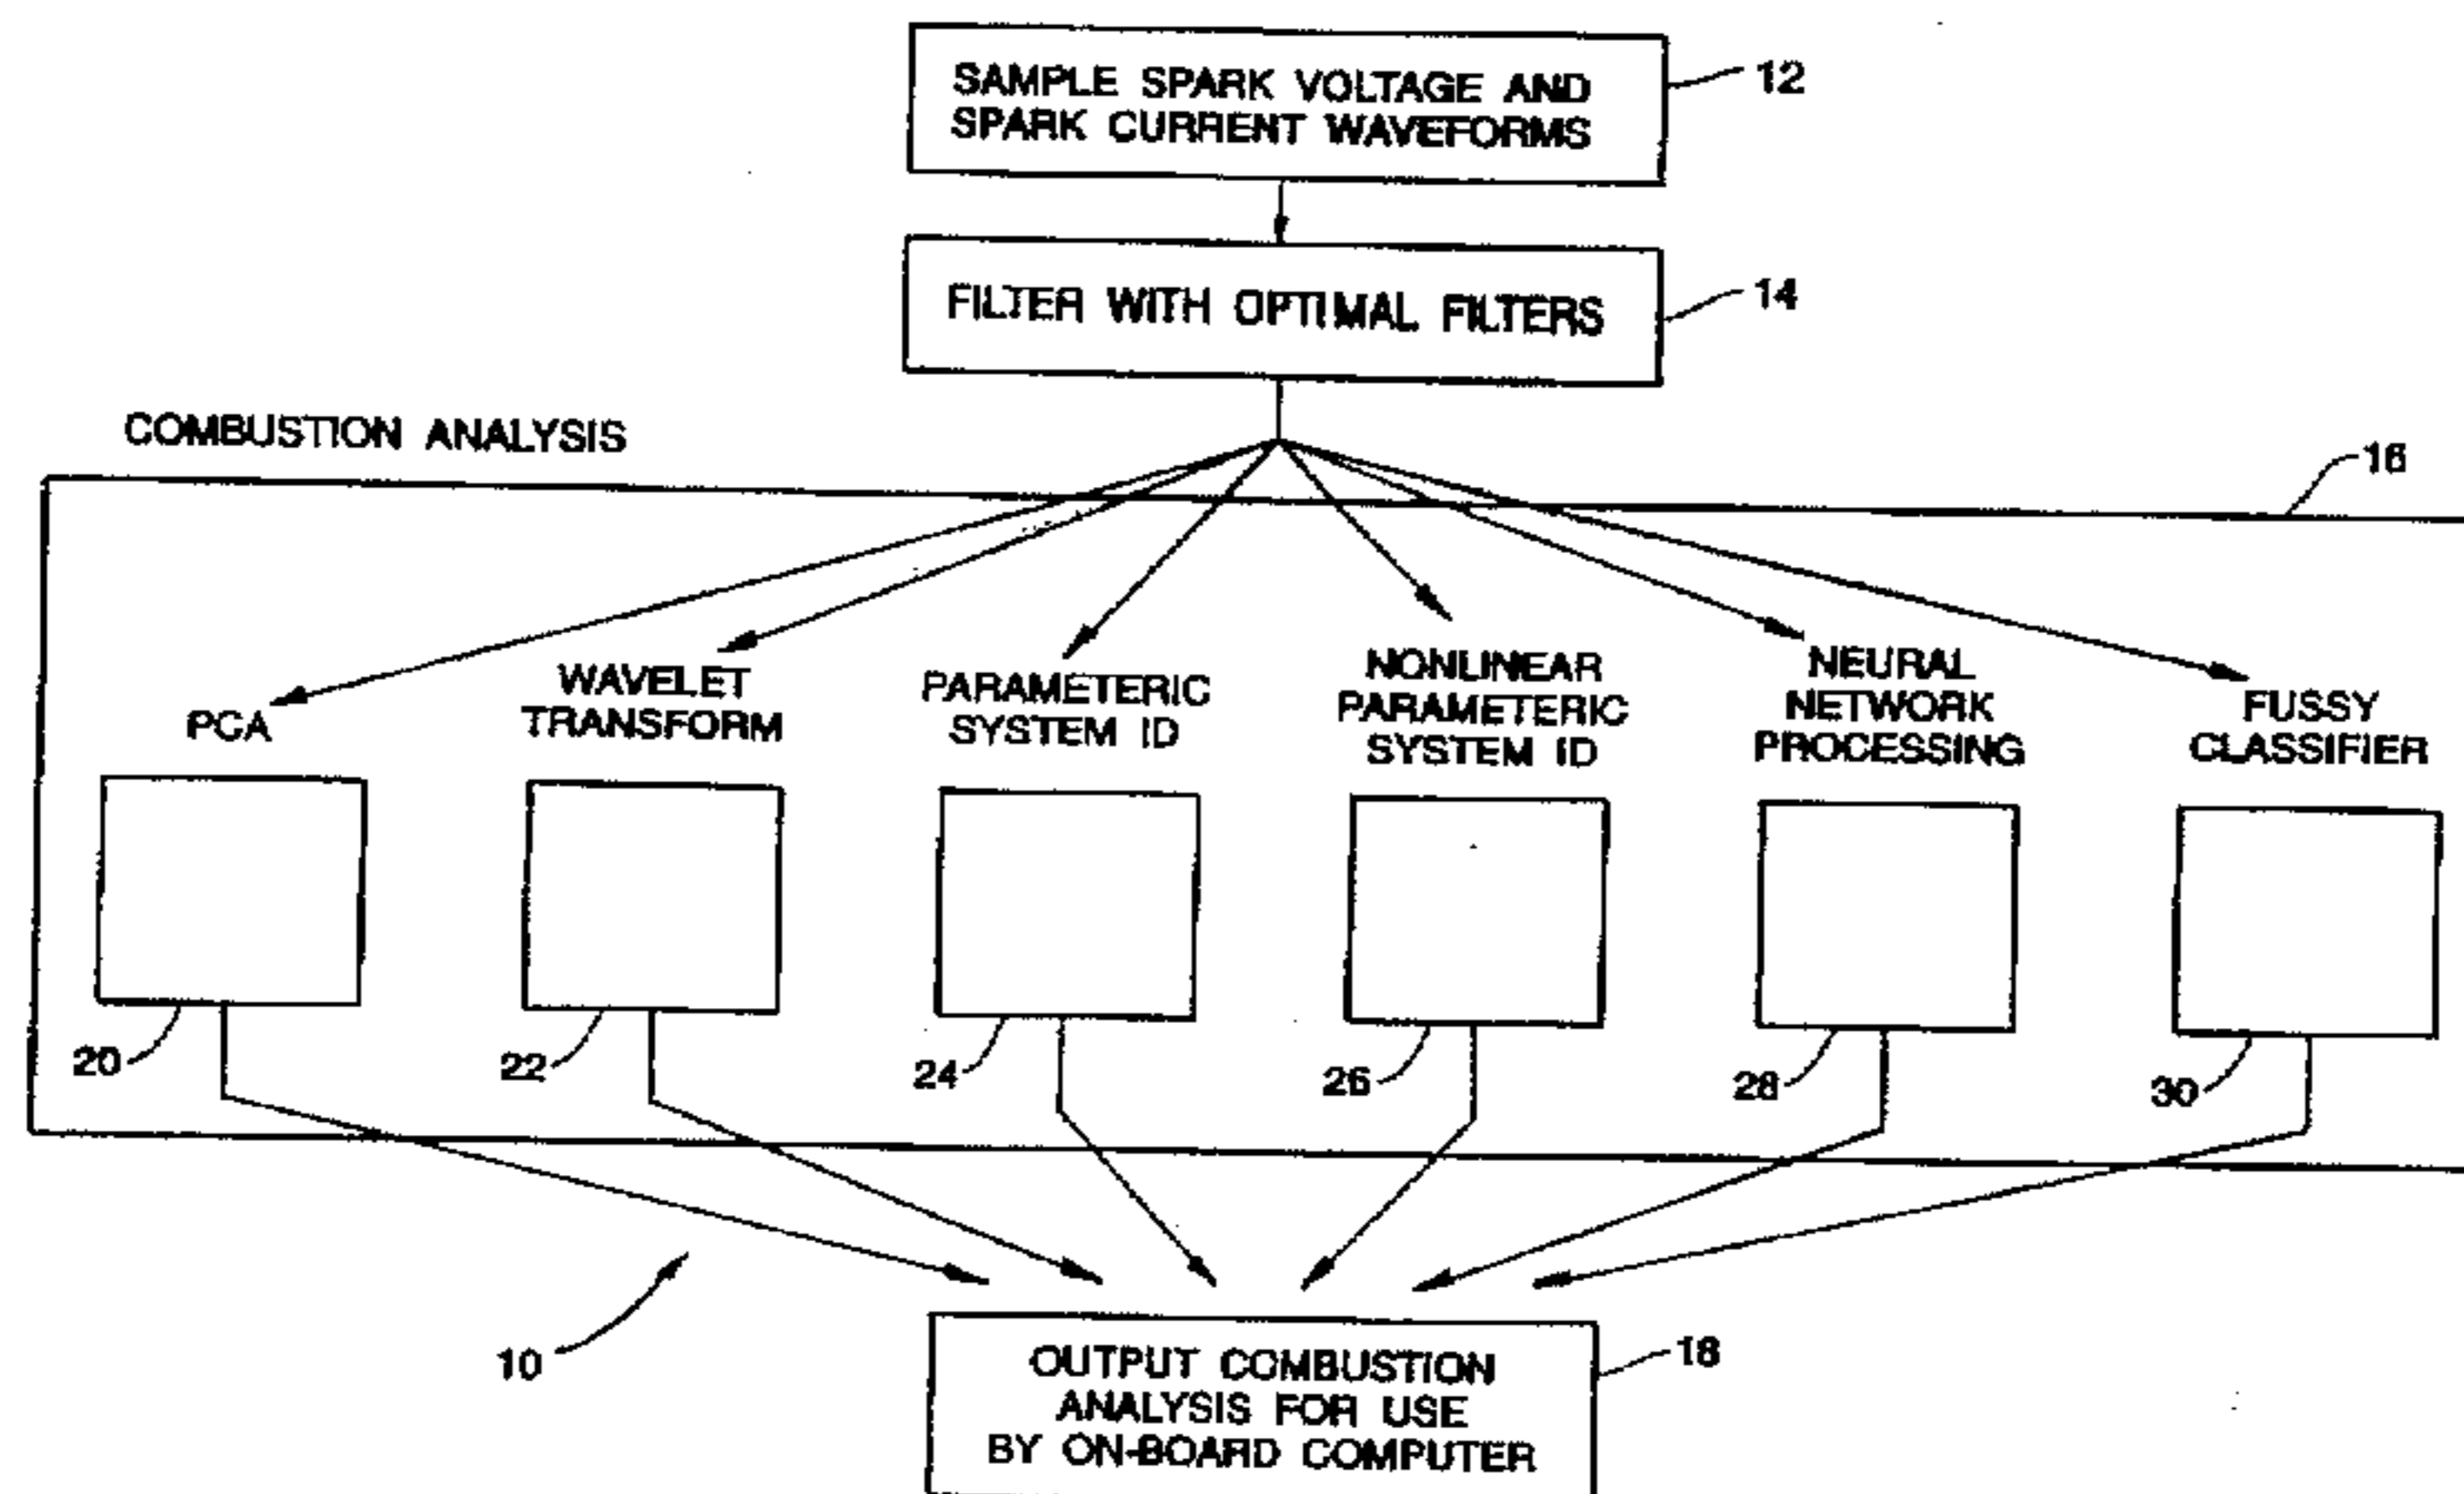 SAMPLE SPARK VOLTAGE AND
SPARK CURRENT WAVEFORMS
12
FILTER WITH OPTIMAL FILTERS
14
COMBUSTION ANALYSIS
16
PCA
WAVELET
TRANSFORM
PARAMETERIC
SYSTEM ID
NONLINEAR
PARAMETERIC
SYSTEM ID
NEURAL
NETWORK
PROCESSING
FUSSY
CLASSIFIER
20
22
24
26
28
30
10
OUTPUT COMBUSTION
ANALYSIS FOR USE
BY ON-BOARD COMPUTER
18